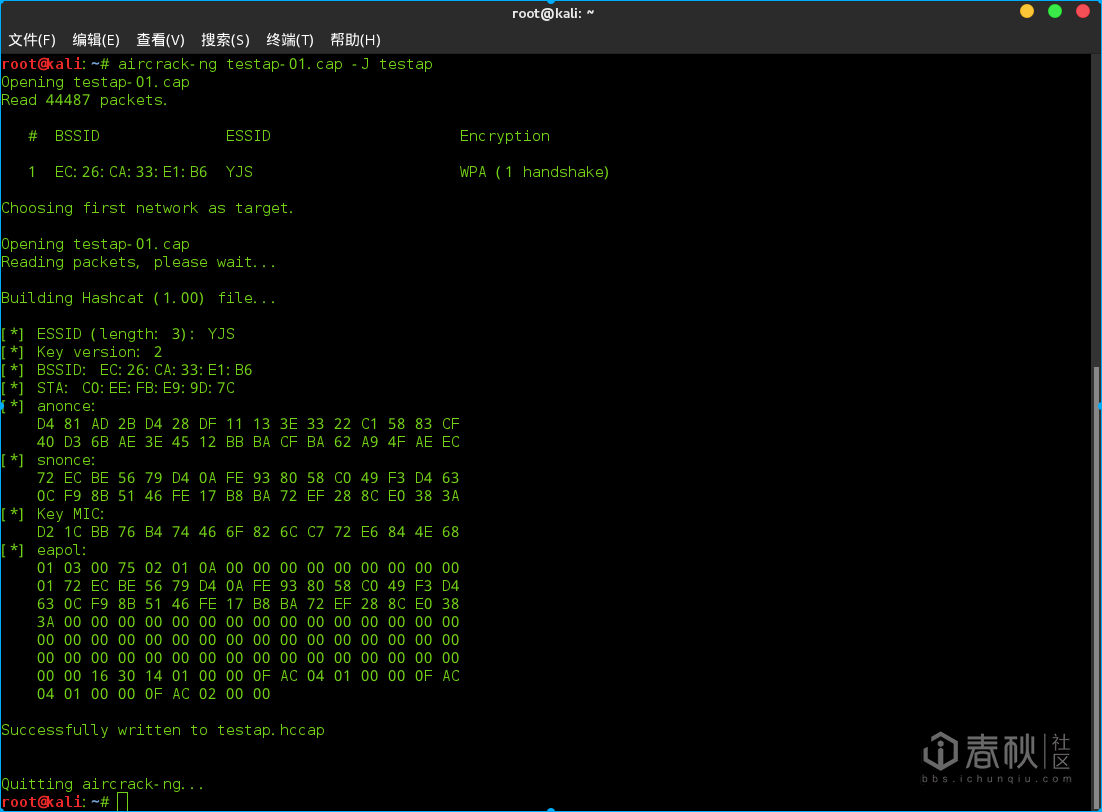 root@kali: ~
文件(F) 编辑(E) 查看(V) 搜索(S) 终端(T) 帮助(H)
root@kali:~# aircrack-ng testap-01.cap -J testap
Opening testap-01.cap
Read 44487 packets.
# BSSID ESSID Encryption
1 EC:26:CA:33:E1:B6 YJS WPA (1 handshake)
Choosing first network as target.
Opening testap-01.cap
Reading packets, please wait...
Building Hashcat (1.00) file...
[*] ESSID (length: 3): YJS
[*] Key version: 2
[*] BSSID: EC:26:CA:33:E1:B6
[*] STA: C0:EE:FB:E9:9D:7C
[*] anonce:
D4 81 AD 2B D4 28 DF 11 13 3E 33 22 C1 58 83 CF
40 D3 6B AE 3E 45 12 BB BA CF BA 62 A9 4F AE EC
[*] snonce:
72 EC BE 56 79 D4 0A FE 93 80 58 C0 49 F3 D4 63
0C F9 8B 51 46 FE 17 B8 BA 72 EF 28 8C E0 38 3A
[*] Key MIC:
D2 1C BB 76 B4 74 46 6F 82 6C C7 72 E6 84 4E 68
[*] eapol:
01 03 00 75 02 01 0A 00 00 00 00 00 00 00 00 00
01 72 EC BE 56 79 D4 0A FE 93 80 58 C0 49 F3 D4
63 0C F9 8B 51 46 FE 17 B8 BA 72 EF 28 8C E0 38
3A 00 00 00 00 00 00 00 00 00 00 00 00 00 00 00
00 00 00 00 00 00 00 00 00 00 00 00 00 00 00 00
00 00 00 00 00 00 00 00 00 00 00 00 00 00 00 00
00 00 16 30 14 01 00 00 0F AC 04 01 00 00 0F AC
04 01 00 00 0F AC 02 00 00
Successfully written to testap.hccap
Quitting aircrack-ng...
root@kali:~#
春秋 社区
bbs.ichunqiu.com